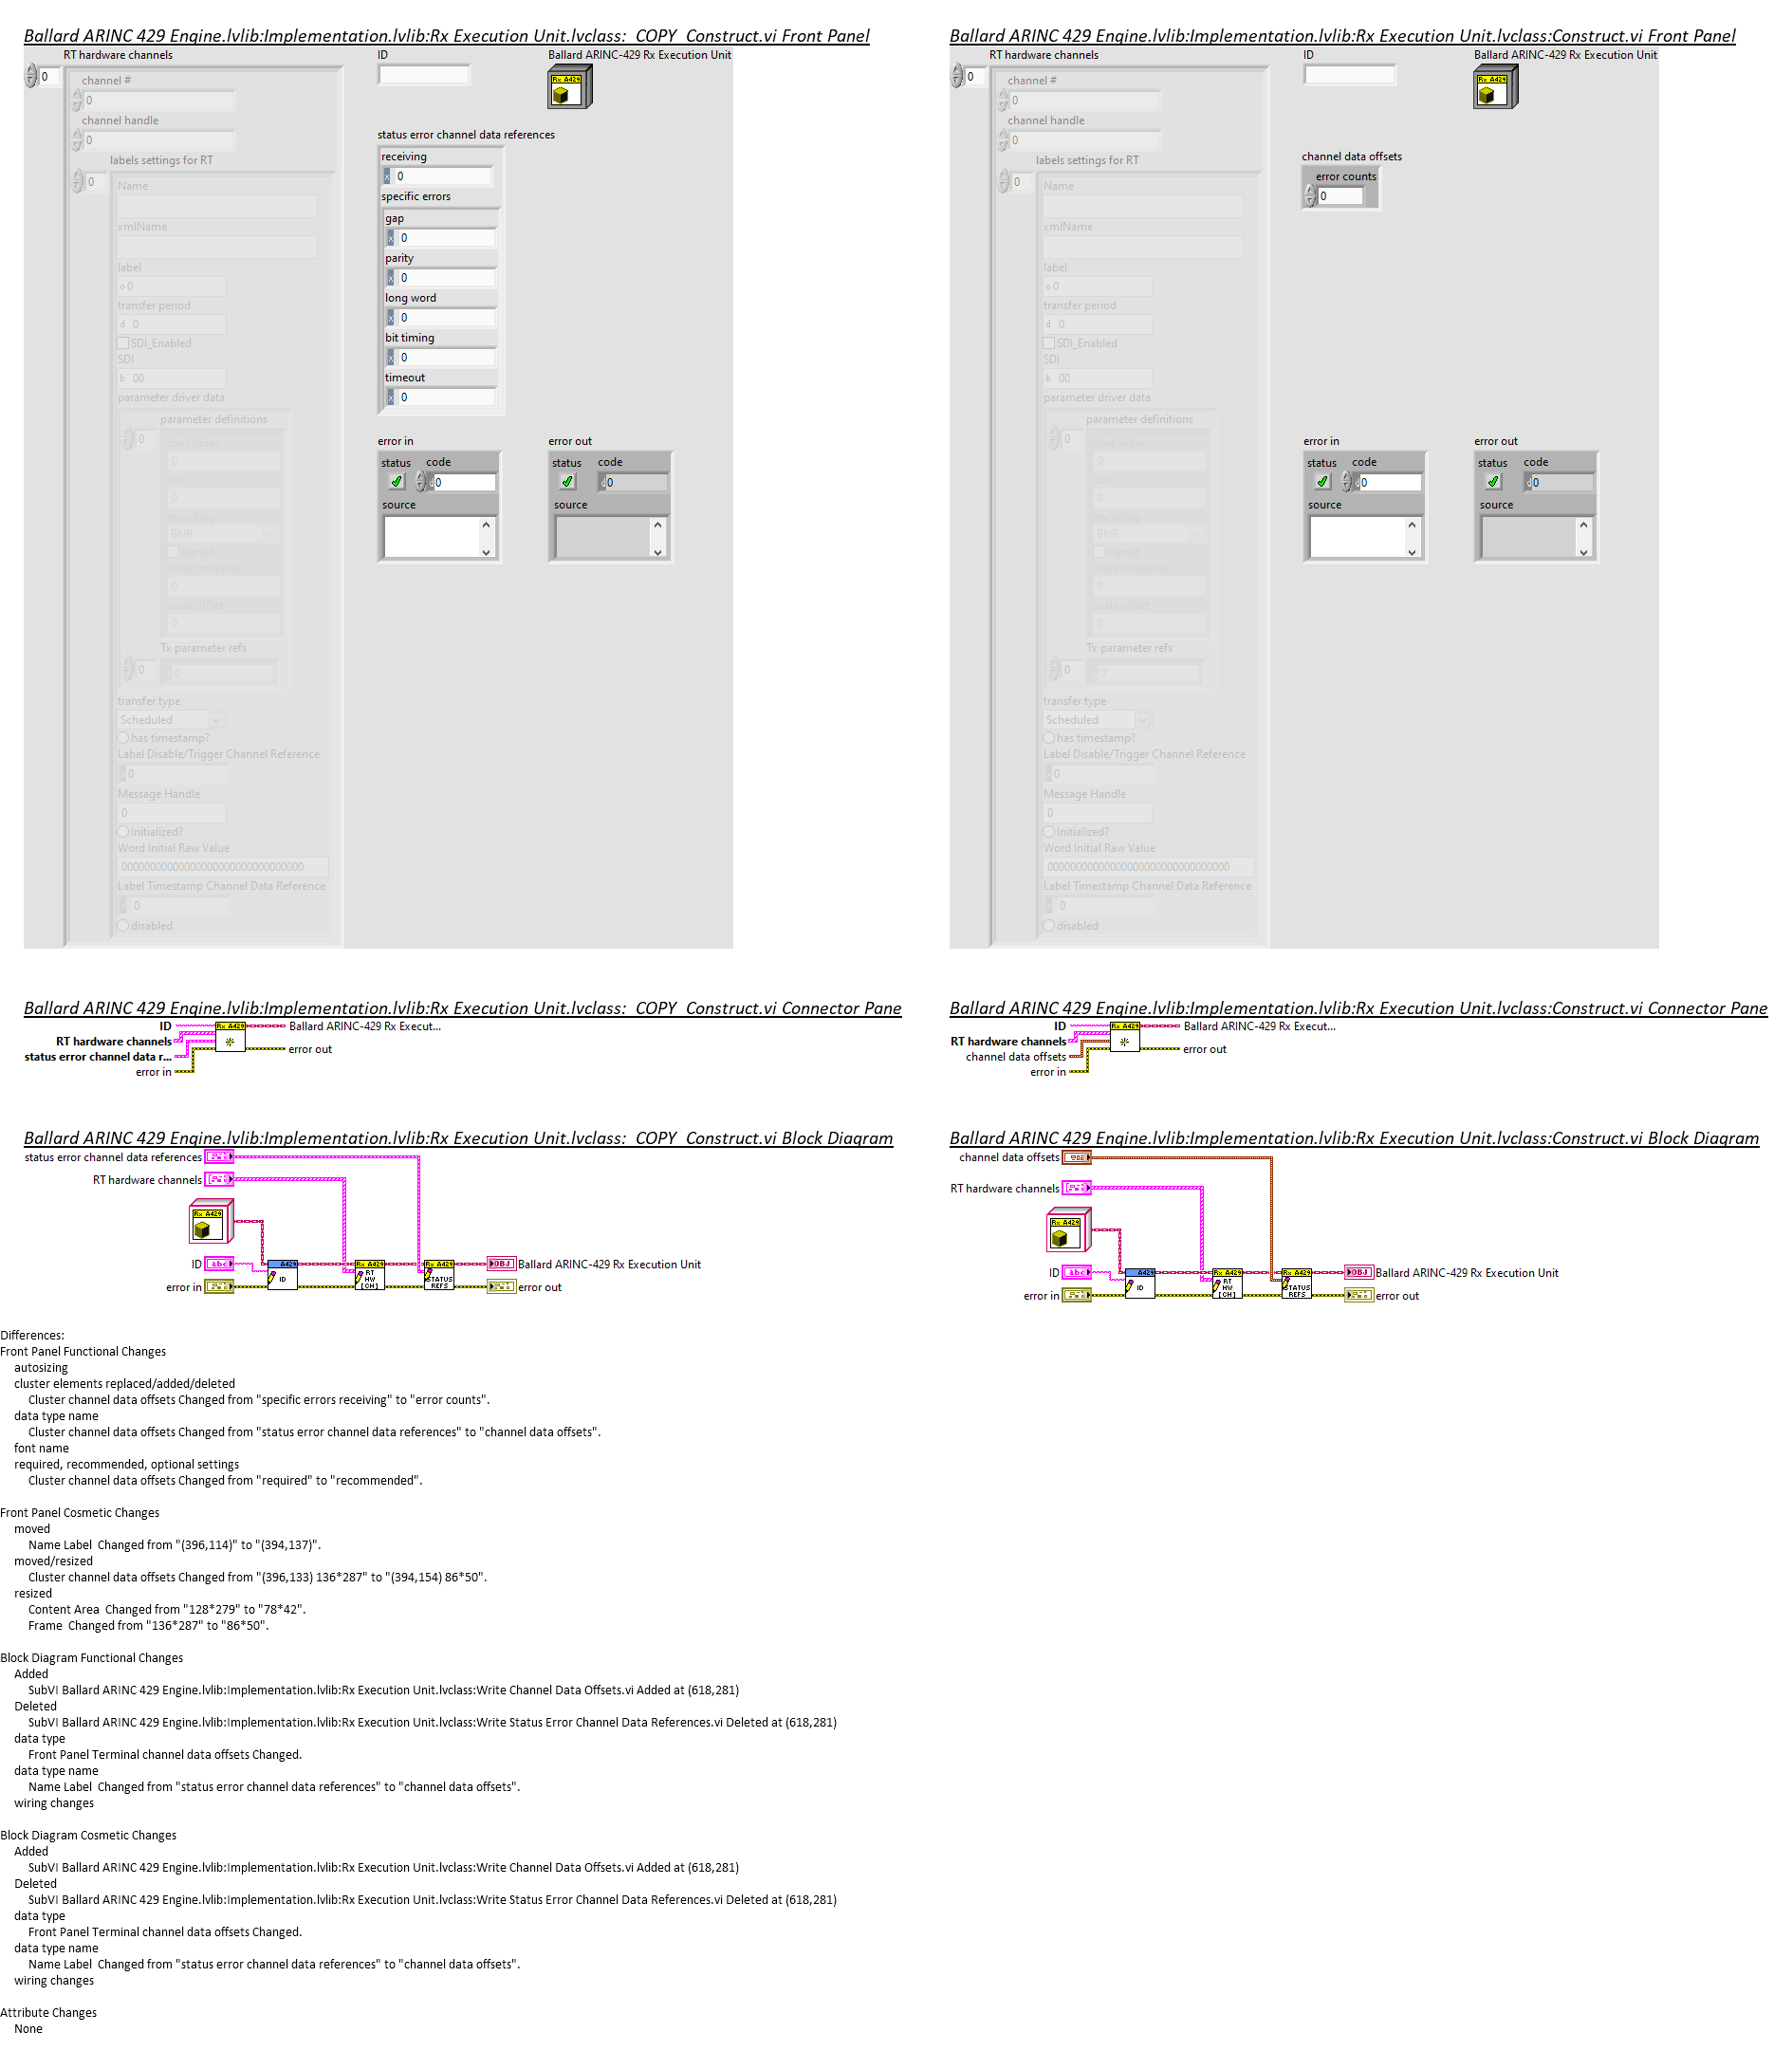 Ballard ARINC 429 Engine.lvlib:Implementation.lvlib:Rx Execution Unit.lvclass:_COPY_Construct.vi Front Panel
RT hardware channels
0
channel #
0
channel handle
0
labels settings for RT
0
Name
xmlName
label
o 0
transfer period
d 0
SDI_Enabled
SDI
b 00
parameter driver data
parameter definitions
0
start index
0
size
0
encoding
BNR
signed
scale multiplier
0
scale offset
0
Tx parameter refs
0
0
transfer type
Scheduled
has timestamp?
Label Disable/Trigger Channel Reference
0
Message Handle
0
Initialized?
Word Initial Raw Value
00000000000000000000000000000000
Label Timestamp Channel Data Reference
x 0
disabled
ID
Ballard ARINC-429 Rx Execution Unit
Rx A429
status error channel data references
receiving
x 0
specific errors
gap
x 0
parity
x 0
long word
x 0
bit timing
x 0
timeout
x 0
error in
status code
d0
source
error out
status code
d0
source
Ballard ARINC 429 Engine.lvlib:Implementation.lvlib:Rx Execution Unit.lvclass:Construct.vi Front Panel
RT hardware channels
0
channel #
0
channel handle
0
labels settings for RT
0
Name
xmlName
label
o 0
transfer period
d 0
SDI_Enabled
SDI
b 00
parameter driver data
parameter definitions
0
start index
0
size
0
encoding
BNR
signed
scale multiplier
0
scale offset
0
Tx parameter refs
0
0
transfer type
Scheduled
has timestamp?
Label Disable/Trigger Channel Reference
x 0
Message Handle
0
Initialized?
Word Initial Raw Value
00000000000000000000000000000000
Label Timestamp Channel Data Reference
x 0
disabled
ID
Ballard ARINC-429 Rx Execution Unit
Rx A429
channel data offsets
error counts
0
error in
status code
d0
source
error out
status code
d0
source
Ballard ARINC 429 Engine.lvlib:Implementation.lvlib:Rx Execution Unit.lvclass:_COPY_Construct.vi Connector Pane
ID
Rx A429
Ballard ARINC-429 Rx Execut...
RT hardware channels
error out
status error channel data r...
error in
Ballard ARINC 429 Engine.lvlib:Implementation.lvlib:Rx Execution Unit.lvclass:Construct.vi Connector Pane
ID
Rx A429
Ballard ARINC-429 Rx Execut...
RT hardware channels
error out
channel data offsets
error in
Ballard ARINC 429 Engine.lvlib:Implementation.lvlib:Rx Execution Unit.lvclass:_COPY_Construct.vi Block Diagram
status error channel data references
RT hardware channels
Rx A429
ID
abc
A429
ID
Rx A429
RT
HW
[CH]
Rx A429
STATUS
REFS
OBJ
Ballard ARINC-429 Rx Execution Unit
error in
error out
Ballard ARINC 429 Engine.lvlib:Implementation.lvlib:Rx Execution Unit.lvclass:Construct.vi Block Diagram
channel data offsets
RT hardware channels
Rx A429
ID
abc
A429
ID
Rx A429
RT
HW
[CH]
Rx A429
STATUS
REFS
OBJ
Ballard ARINC-429 Rx Execution Unit
error in
error out
Differences:
Front Panel Functional Changes
autosizing
cluster elements replaced/added/deleted
Cluster channel data offsets Changed from "specific errors receiving" to "error counts".
data type name
Cluster channel data offsets Changed from "status error channel data references" to "channel data offsets".
font name
required, recommended, optional settings
Cluster channel data offsets Changed from "required" to "recommended".
Front Panel Cosmetic Changes
moved
Name Label  Changed from "(396,114)" to "(394,137)".
moved/resized
Cluster channel data offsets Changed from "(396,133) 136*287" to "(394,154) 86*50".
resized
Content Area  Changed from "128*279" to "78*42".
Frame  Changed from "136*287" to "86*50".
Block Diagram Functional Changes
Added
SubVI Ballard ARINC 429 Engine.lvlib:Implementation.lvlib:Rx Execution Unit.lvclass:Write Channel Data Offsets.vi Added at (618,281)
Deleted
SubVI Ballard ARINC 429 Engine.lvlib:Implementation.lvlib:Rx Execution Unit.lvclass:Write Status Error Channel Data References.vi Deleted at (618,281)
data type
Front Panel Terminal channel data offsets Changed.
data type name
Name Label  Changed from "status error channel data references" to "channel data offsets".
wiring changes
Block Diagram Cosmetic Changes
Added
SubVI Ballard ARINC 429 Engine.lvlib:Implementation.lvlib:Rx Execution Unit.lvclass:Write Channel Data Offsets.vi Added at (618,281)
Deleted
SubVI Ballard ARINC 429 Engine.lvlib:Implementation.lvlib:Rx Execution Unit.lvclass:Write Status Error Channel Data References.vi Deleted at (618,281)
data type
Front Panel Terminal channel data offsets Changed.
data type name
Name Label  Changed from "status error channel data references" to "channel data offsets".
wiring changes
Attribute Changes
None